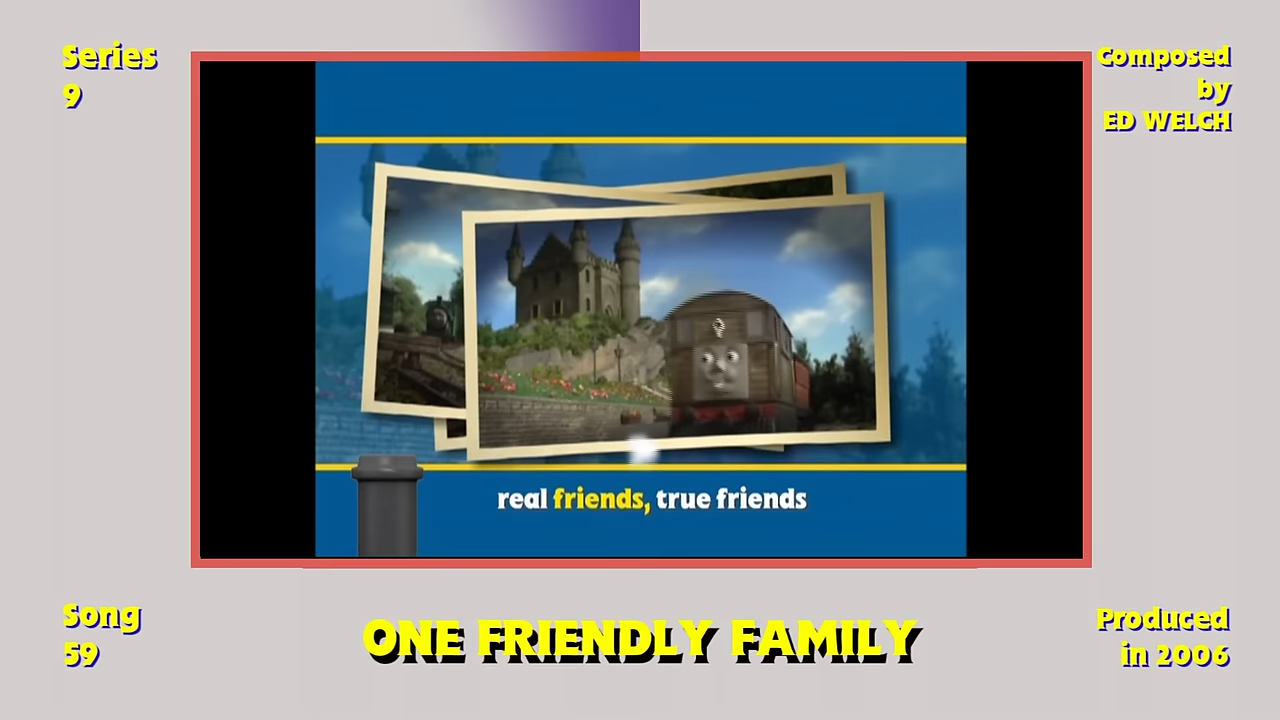 Series
9
Composed
by
ED WELCH
real friends, true friends
Song
59
ONE FRIENDLY FAMILY
Produced
in 2006